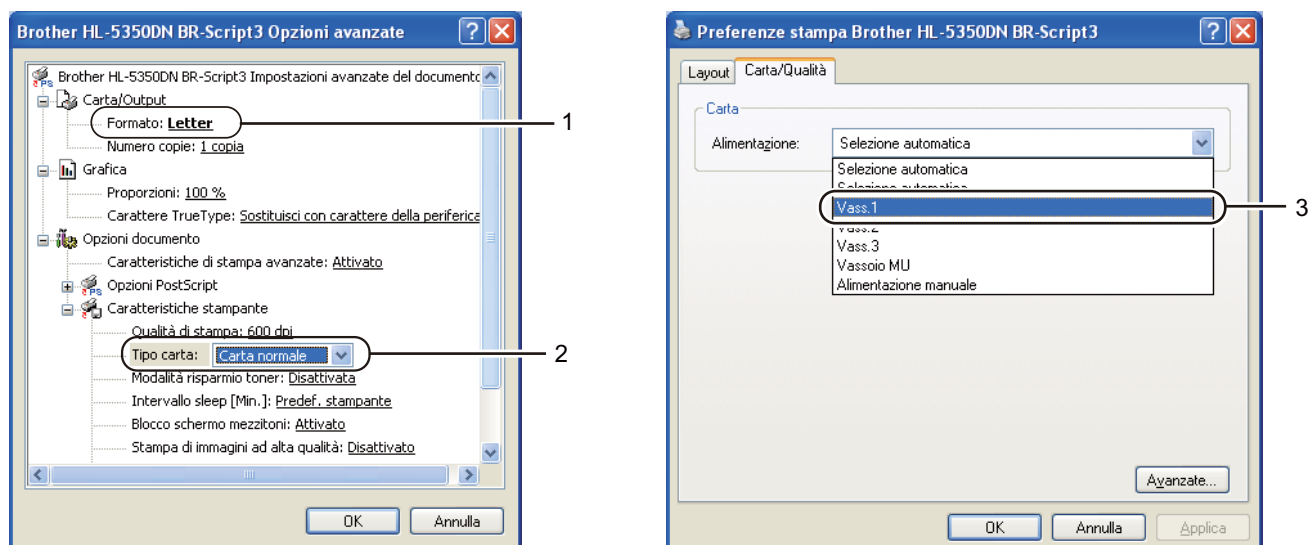 Brother HL-5350DN BR-Script3 Opzioni avanzate
Brother HL-5350DN BR-Script3 Impostazioni avanzate del documento
Carta/Output
Formato: Letter
1
Numero copie: 1 copia
Grafica
Proporzioni: 100 %
Carattere TrueType: Sostituisci con carattere della periferica
Opzioni documento
Caratteristiche di stampa avanzate: Attivato
Opzioni PostScript
Caratteristiche stampante
Qualità di stampa: 600 dpi
Tipo carta: Carta normale
2
Modalità risparmio toner: Disattivata
Intervallo sleep [Min.]: Predef. stampante
Blocco schermo mezzitoni: Attivato
Stampa di immagini ad alta qualità: Disattivato
OK
Annulla
Preferenze stampa Brother HL-5350DN BR-Script3
Layout
Carta/Qualità
Carta
Alimentazione: Selezione automatica
Selezione automatica
Selezione automatica
Vass.1
3
Vass.2
Vass.3
Vassoio MU
Alimentazione manuale
Avanzate...
OK
Annulla
Applica